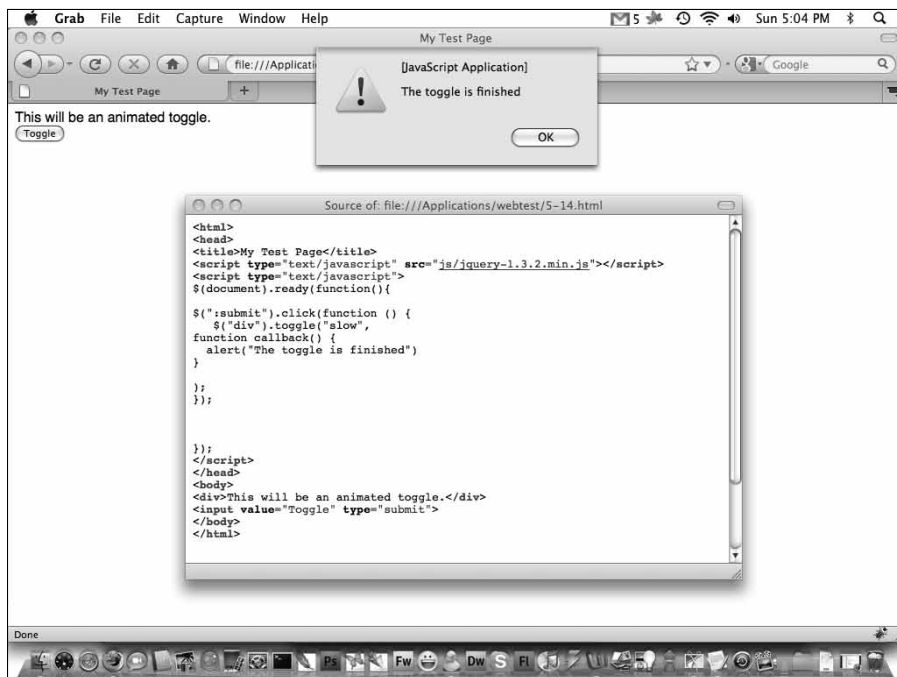 Grab File Edit Capture Window Help 5 Sun 5:04 PM
My Test Page
file:///Applicati
Google
My Test Page
[JavaScript Application]
The toggle is finished
OK
This will be an animated toggle.
Toggle
Source of: file:///Applications/webtest/5-14.html
<html>
<head>
<title>My Test Page</title>
<script type="text/javascript" src="js/jquery-1.3.2.min.js"></script>
<script type="text/javascript">
$(document).ready(function(){
$(":submit").click(function () {
$("div").toggle("slow",
function callback() {
alert("The toggle is finished")
}
);
});
});
</script>
</head>
<body>
<div>This will be an animated toggle.</div>
<input value="Toggle" type="submit">
</body>
</html>
Done
Ps Fw Dw S Fl